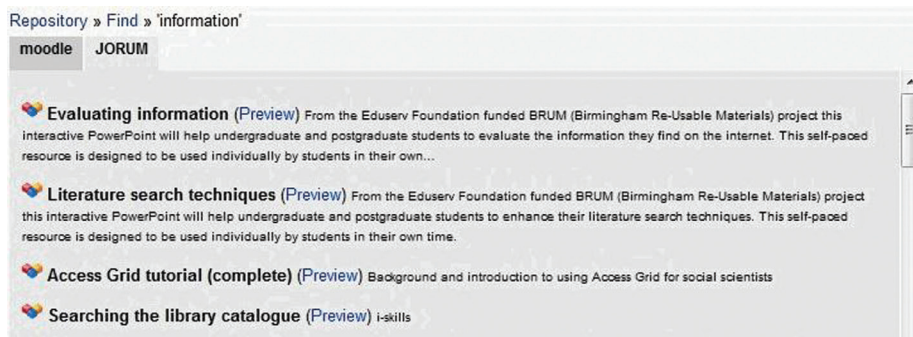 Repository » Find » 'information'
moodle JORUM
Evaluating information (Preview) From the Eduserv Foundation funded BRUM (Birmingham Re-Usable Materials) project this
interactive PowerPoint will help undergraduate and postgraduate students to evaluate the information they find on the internet. This self-paced
resource is designed to be used individually by students in their own...
Literature search techniques (Preview) From the Eduserv Foundation funded BRUM (Birmingham Re-Usable Materials) project
this interactive PowerPoint will help undergraduate and postgraduate students to enhance their literature search techniques. This self-paced
resource is designed to be used individually by students in their own time.
Access Grid tutorial (complete) (Preview) Background and introduction to using Access Grid for social scientists
Searching the library catalogue (Preview) i-skills